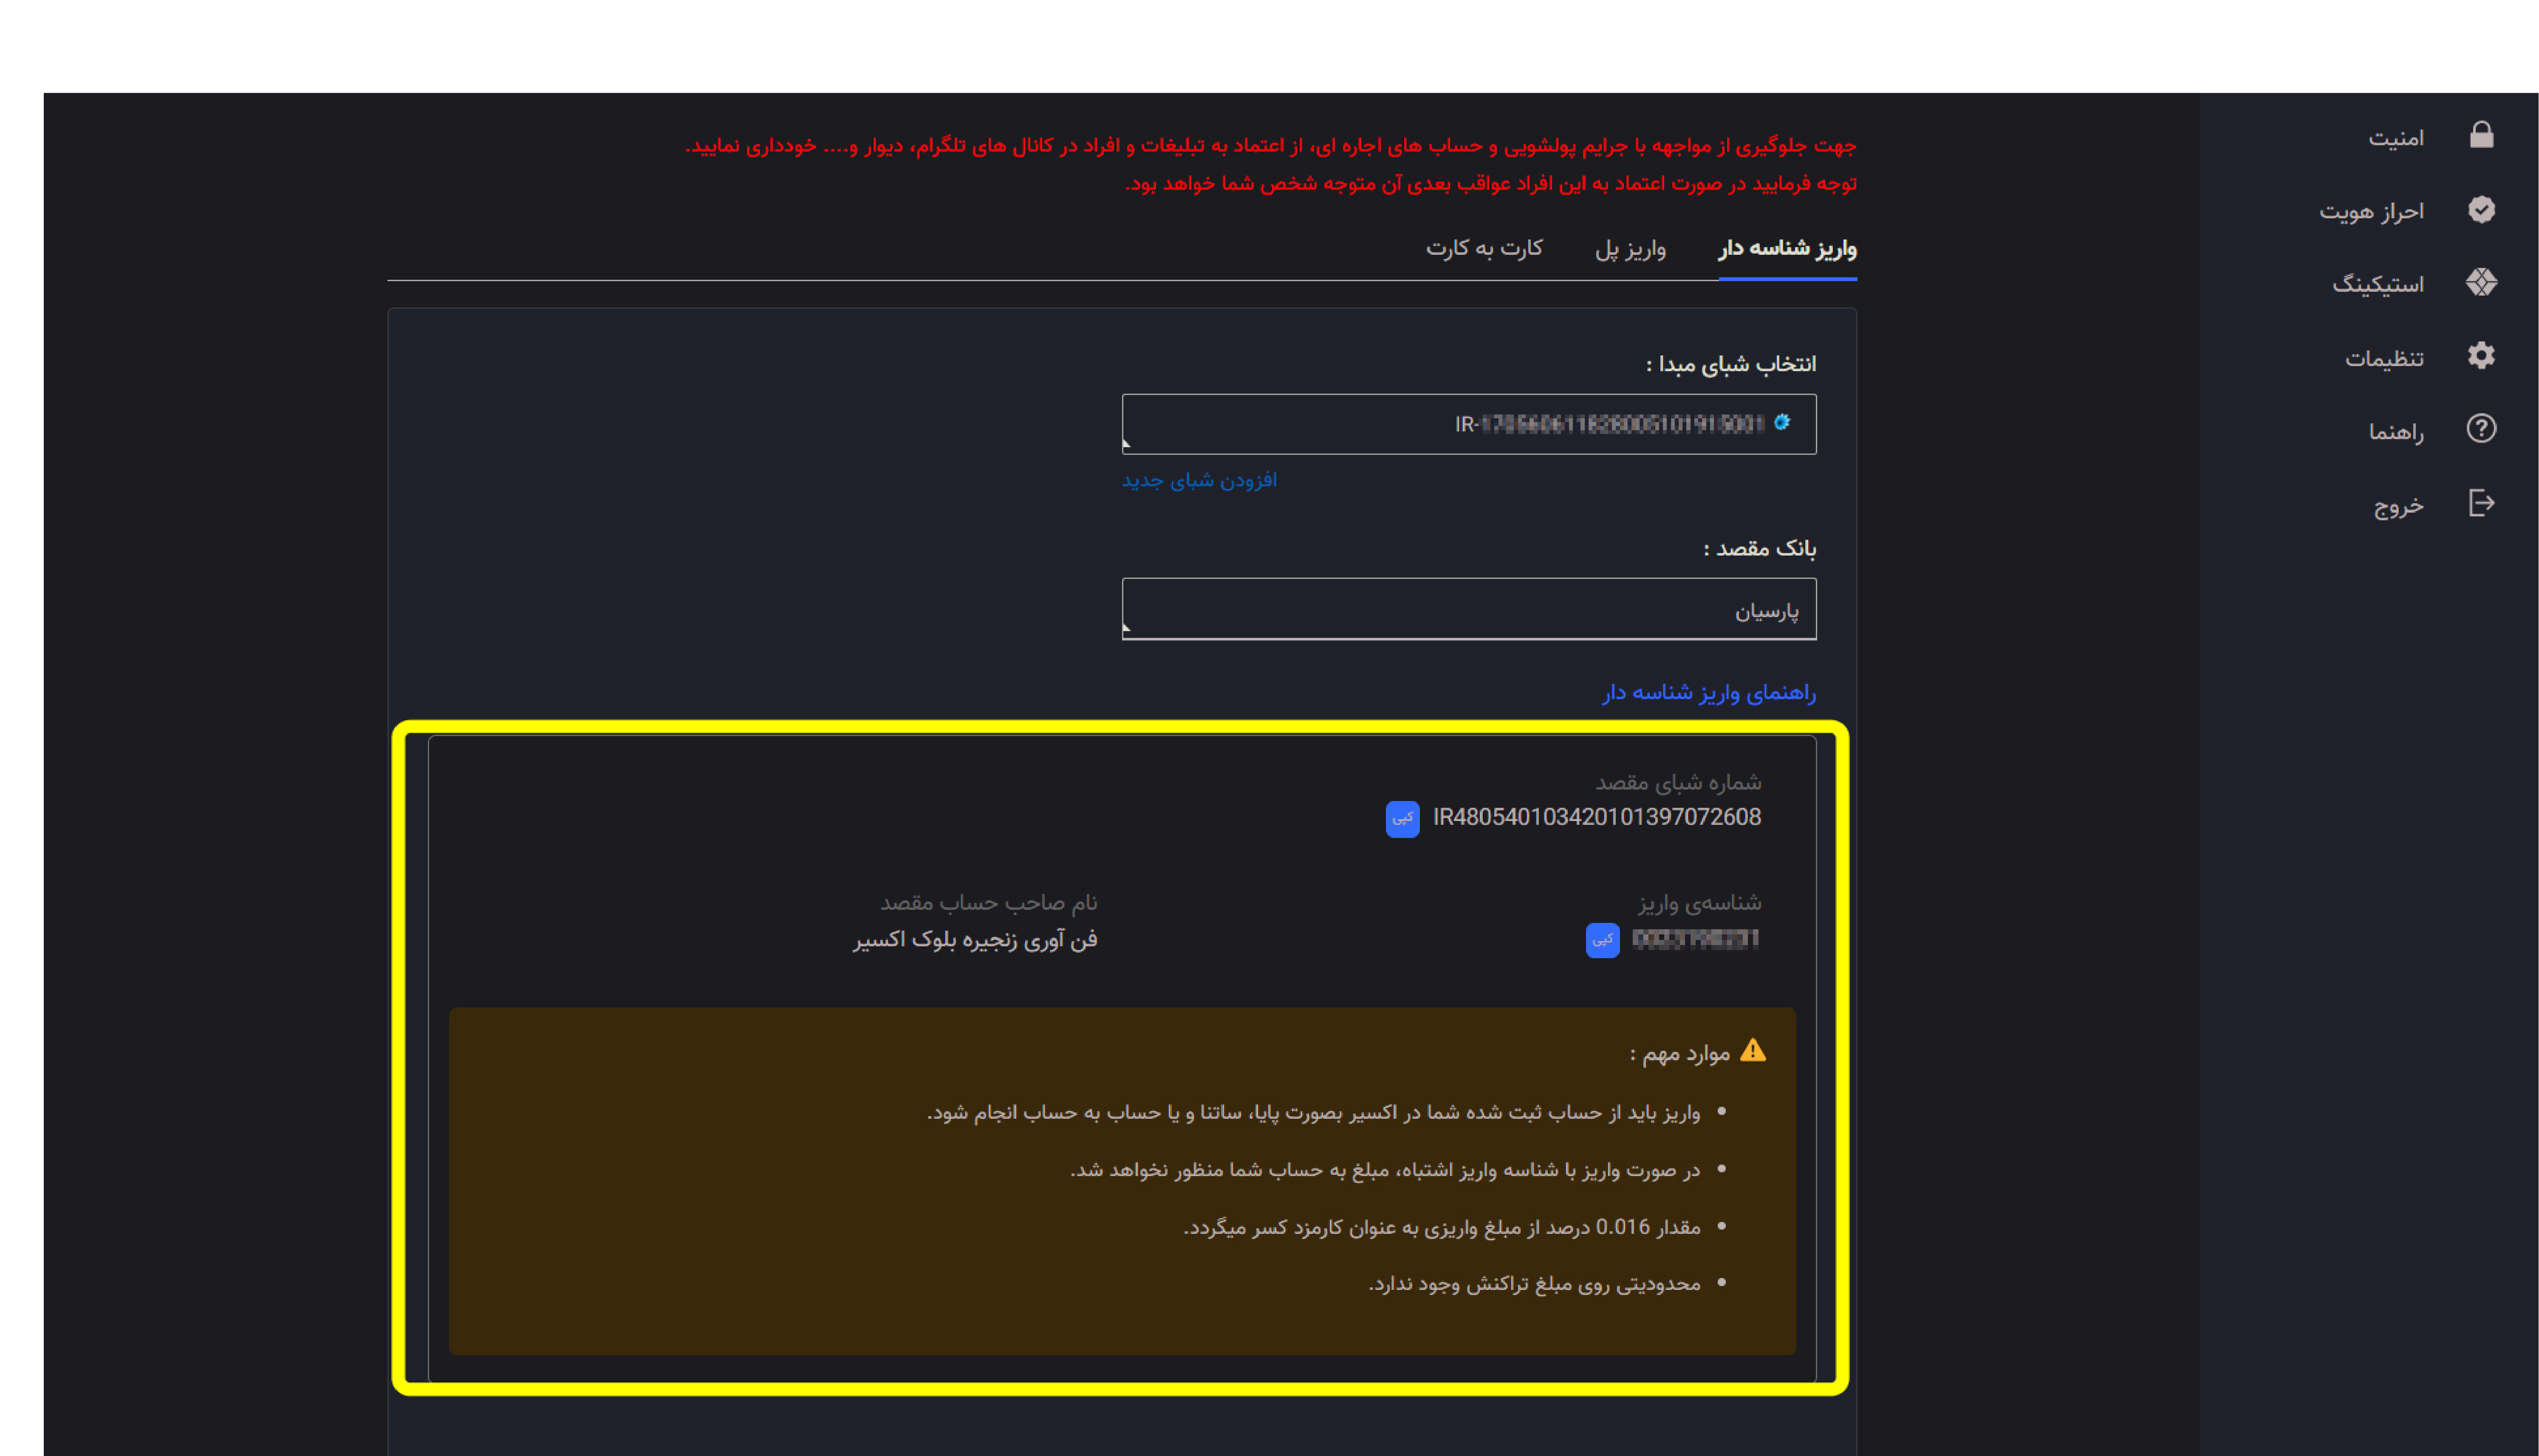 امنیت
احراز هویت
استیکینگ
تنظیمات
راهنما
خروج
جهت جلوگیری از مواجهه با جرایم پولشویی و حساب های اجاره ای، از اعتماد به تبلیغات و افراد در کانال های تلگرام، دیوار و.... خودداری نمایید.
توجه فرمایید در صورت اعتماد به این افراد عواقب بعدی آن متوجه شخص شما خواهد بود.
واریز شناسه دار واریز پل کارت به کارت
انتخاب شبای مبدا :
IR-
افزودن شبای جدید
بانک مقصد :
پارسیان
راهنمای واریز شناسه دار
شماره شبای مقصد
IR480540103420101397072608 کپی
شناسه‌ی واریز نام صاحب حساب مقصد
کپی فن آوری زنجیره بلوک اکسیر
موارد مهم :
واریز باید از حساب ثبت شده شما در اکسیر بصورت پایا، ساتنا و یا حساب به حساب انجام شود.
در صورت واریز با شناسه واریز اشتباه، مبلغ به حساب شما منظور نخواهد شد.
مقدار 0.016 درصد از مبلغ واریزی به عنوان کارمزد کسر میگردد.
محدودیتی روی مبلغ تراکنش وجود ندارد.